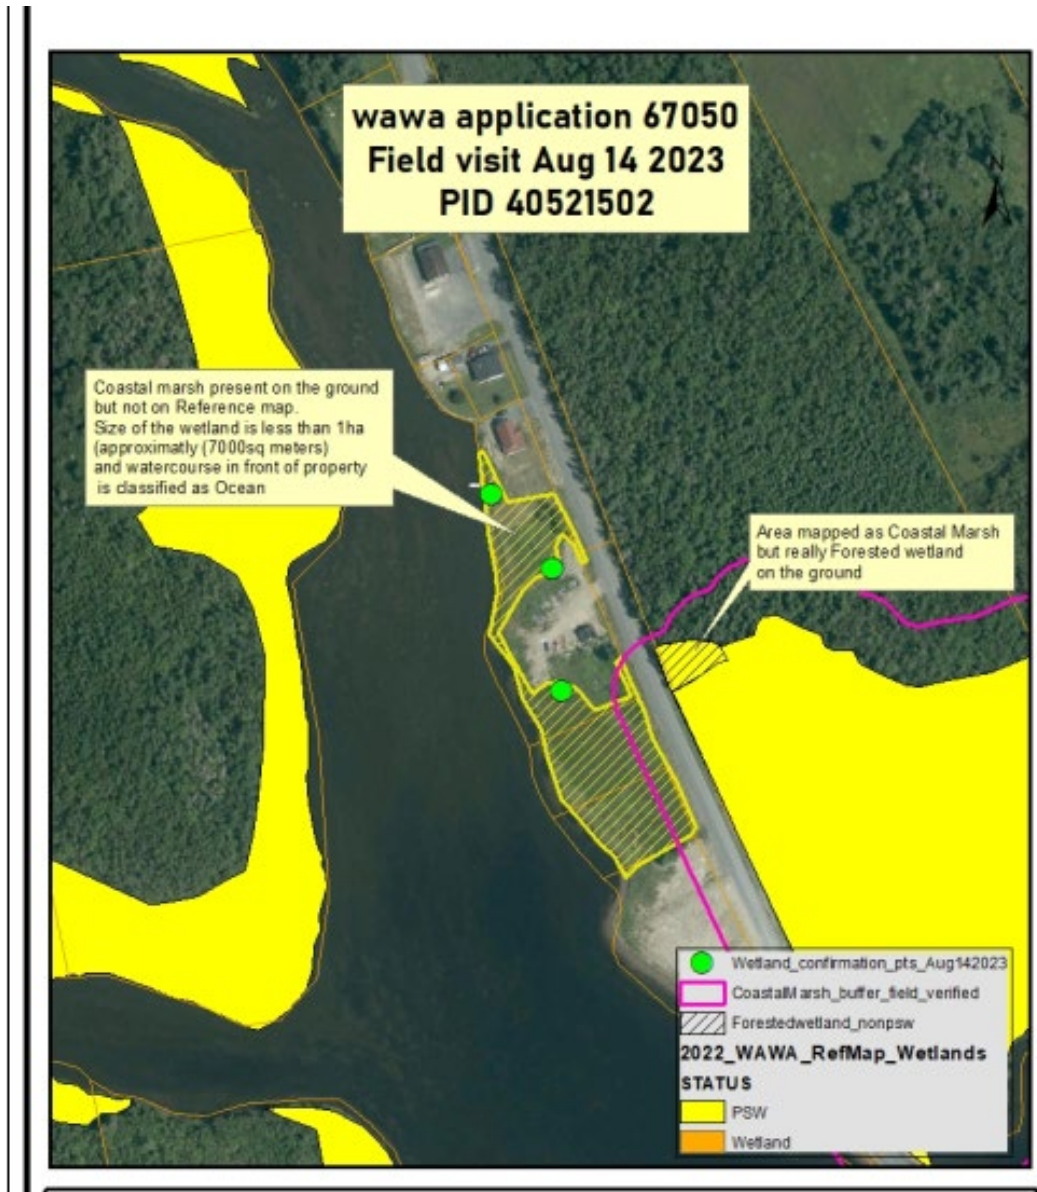 wawa application 67050
Field visit Aug 14 2023
PID 40521502
N
Coastal marsh present on the ground
but not on Reference map.
Size of the wetland is less than 1ha
(approximatly (7000sq meters)
and watercourse in front of property
is classified as Ocean
Area mapped as Coastal Marsh
but really Forested wetland
on the ground
Wetland_confirmation_pts_Aug142023
CoastalMarsh_buffer_field_verified
Forestedwetland_nonpsw
2022_WAWA_RefMap_Wetlands
STATUS
PSW
Wetland